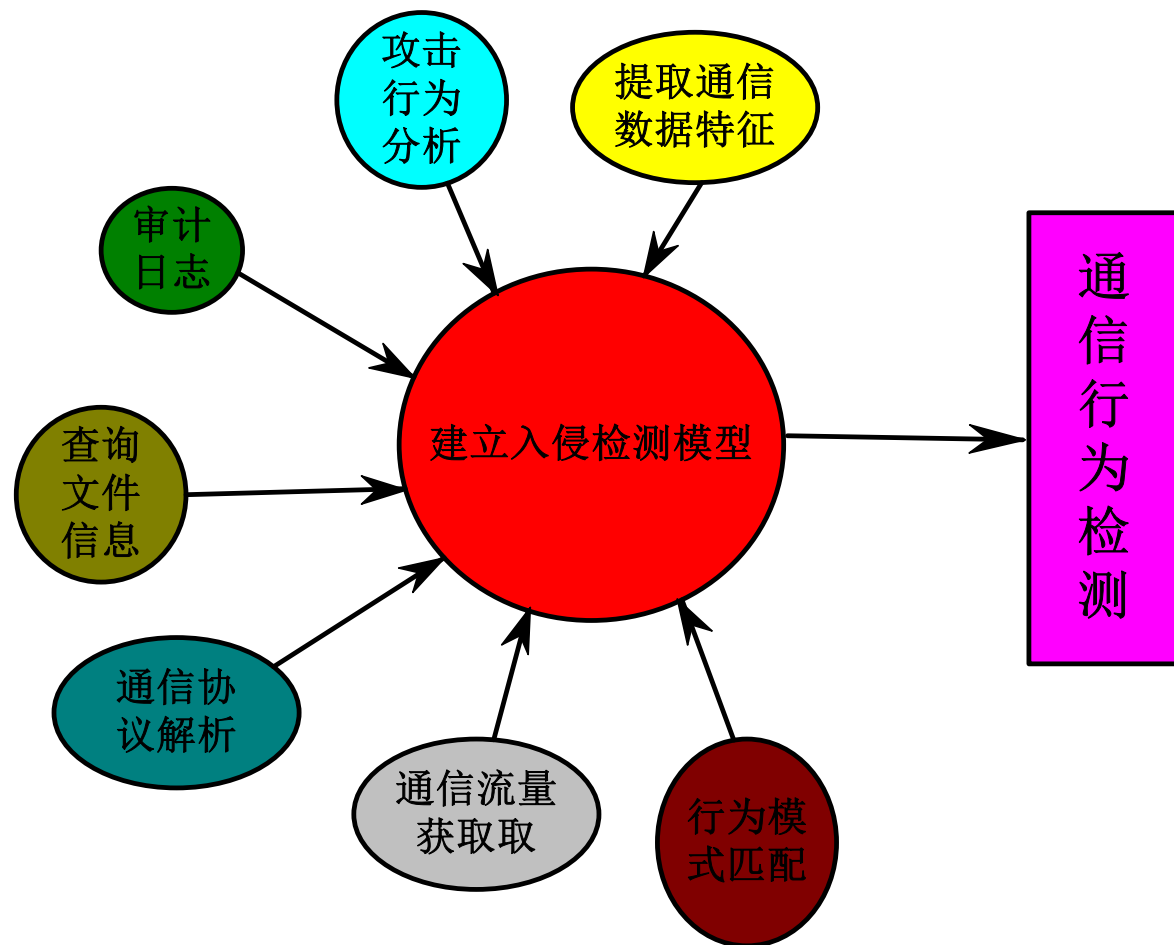 攻击
行为
分析
提取通信
数据特征
审计
日志
通
信
行
为
检
测
建立入侵检测模型
查询
文件
信息
通信协
议解析
通信流量
获取取
行为模
式匹配